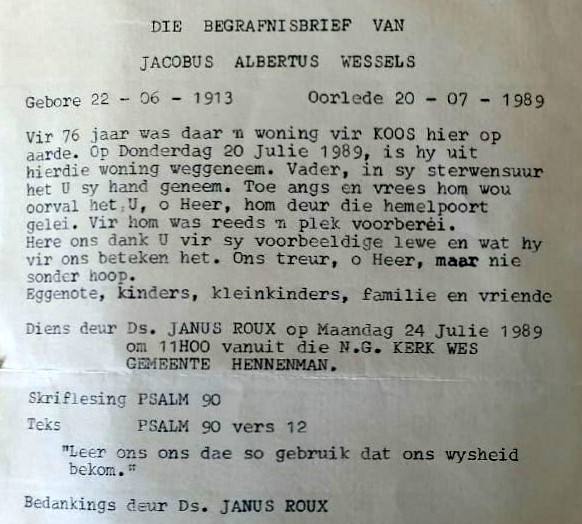 DIE BEGRAFNISBRIEF VAN
JACOBUS ALBERTUS WESSELS
Gebore 22 - 06 - 1913 Oorlede 20 - 07 - 1989
Vir 76 jaar was daar 'n woning vir KOOS hier op
aarde. Op Donderdag 20 Julie 1989, is hy uit
hierdie woning weggeneem. Vader, in sy sterwensuur
het U sy hand geneem. Toe angs en vrees hom wou
oorval het U, o Heer, hom deur die hemelpoort
gelei. Vir hom was reeds 'n plek voorberei.
Here ons dank U vir sy voorbeeldige lewe en wat hy
vir ons beteken het. Ons treur, o Heer, maar nie
sonder hoop.
Eggenote, kinders, kleinkinders, familie en vriende
Diens deur Ds. JANUS ROUX op Maandag 24 Julie 1989
om 11HOO vanuit die N.G. KERK WES
GEMEENTE HENNENMAN.
Skriflesing PSALM 90
Teks PSALM 90 vers 12
"Leer ons ons dae so gebruik dat ons wysheid
bekom."
Bedankings deur Ds. JANUS ROUX